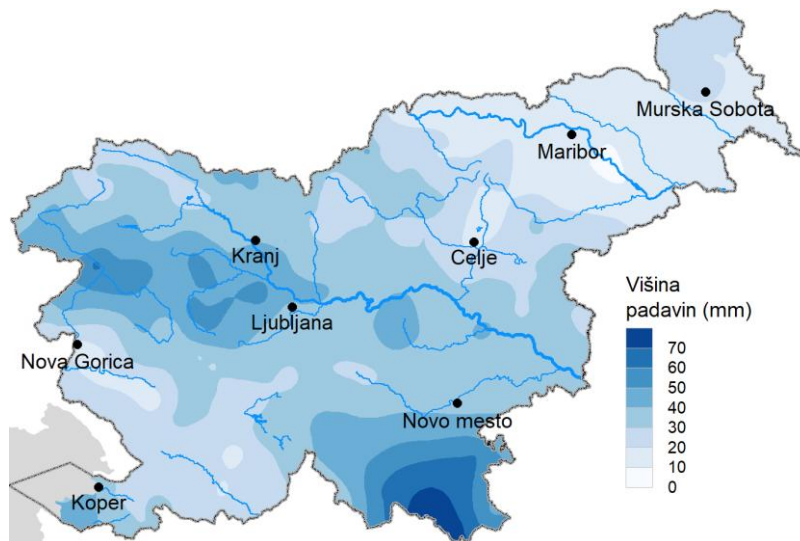 Murska Sobota
Maribor
Kranj
Celje
Ljubljana
Nova Gorica
Novo mesto
Koper
Višina
padavin (mm)
70
60
50
40
30
20
10
0